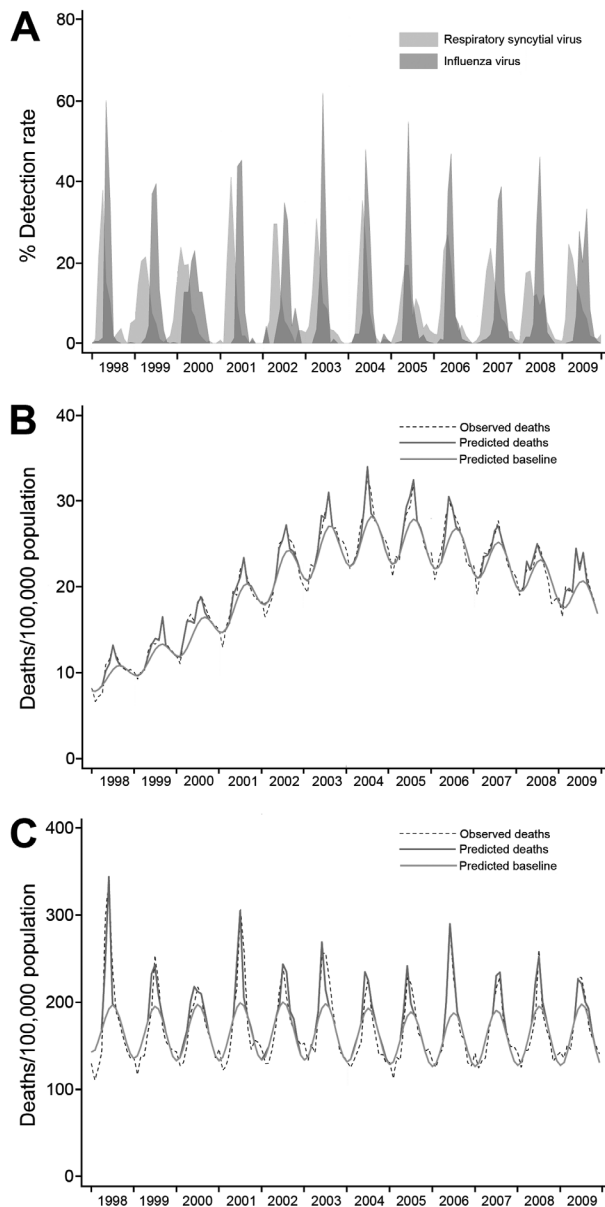 A
80
60
40
20
0
% Detection rate
Respiratory syncytial virus
Influenza virus
1998 1999 2000 2001 2002 2003 2004 2005 2006 2007 2008 2009
B
40
30
20
10
0
Deaths/100,000 population
Observed deaths
Predicted deaths
Predicted baseline
1998 1999 2000 2001 2002 2003 2004 2005 2006 2007 2008 2009
C
400
300
200
100
0
Deaths/100,000 population
Observed deaths
Predicted deaths
Predicted baseline
1998 1999 2000 2001 2002 2003 2004 2005 2006 2007 2008 2009